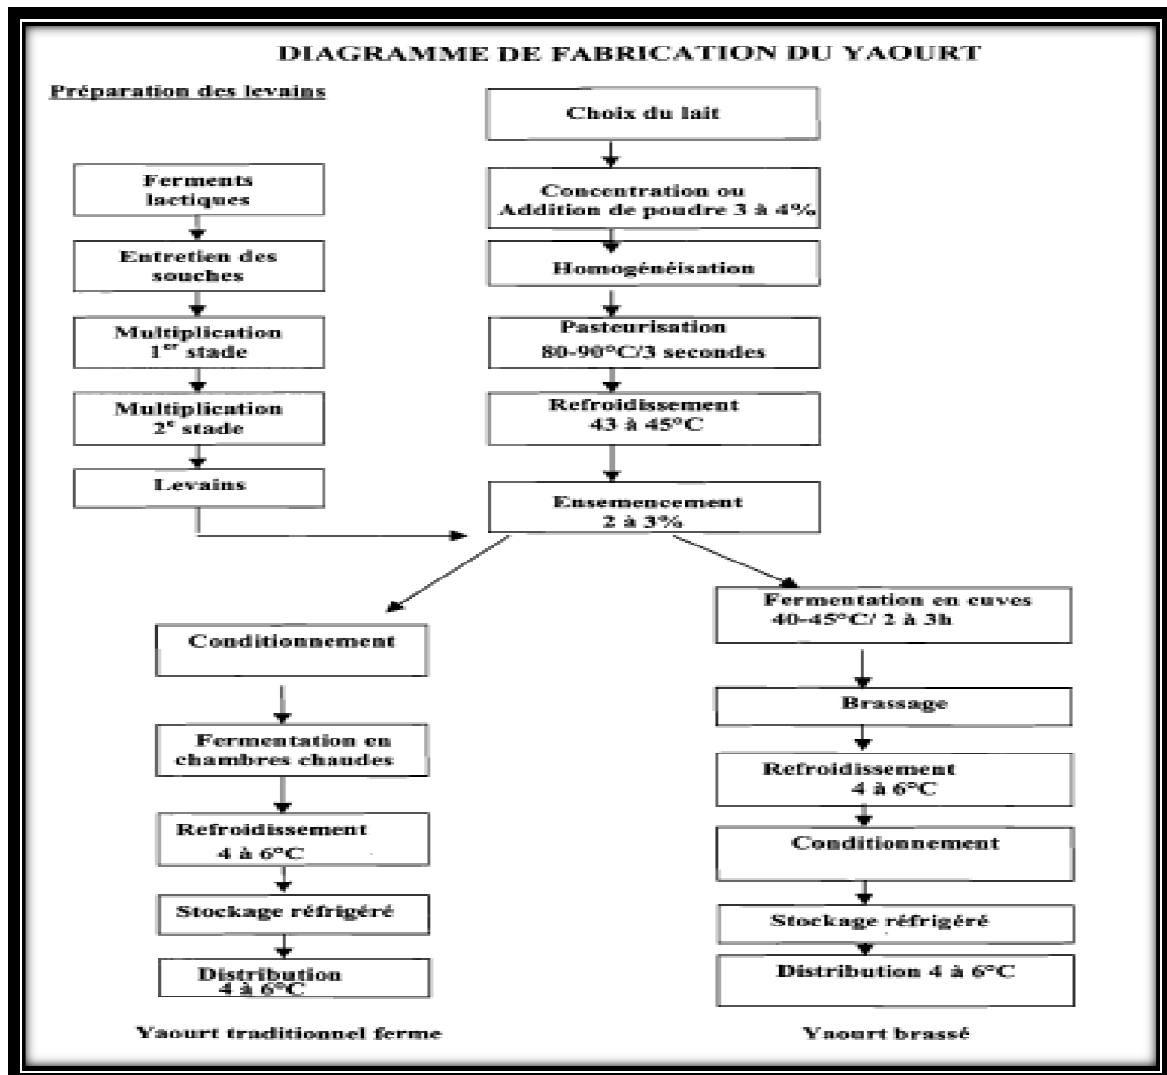 DIAGRAMME DE FABRICATION DU YAOURT
Préparation des levains
Ferments
lactiques
Entretien des
souches
Multiplication
1er stade
Multiplication
2e stade
Levains
Choix du lait
Concentration ou
Addition de poudre 3 à 4%
Homogénéisation
Pasteurisation
80-90°C/3 secondes
Refroidissement
43 à 45°C
Ensemencement
2 à 3%
Conditionnement
Fermentation en
chambres chaudes
Refroidissement
4 à 6°C
Stockage réfrigéré
Distribution
4 à 6°C
Yaourt traditionnel ferme
Fermentation en cuves
40-45°C/ 2 à 3h
Brassage
Refroidissement
4 à 6°C
Conditionnement
Stockage réfrigéré
Distribution 4 à 6°C
Yaourt brassé